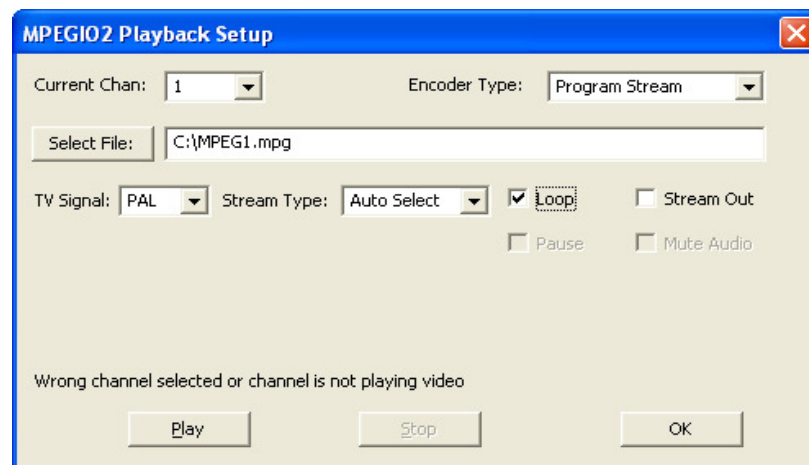 MPEGIO2 Playback Setup
Current Chan: 1 Encoder Type: Program Stream
Select File: C:\MPEG1.mpg
TV Signal: PAL Stream Type: Auto Select Loop Stream Out
Pause Mute Audio
Wrong channel selected or channel is not playing video
Play Stop OK